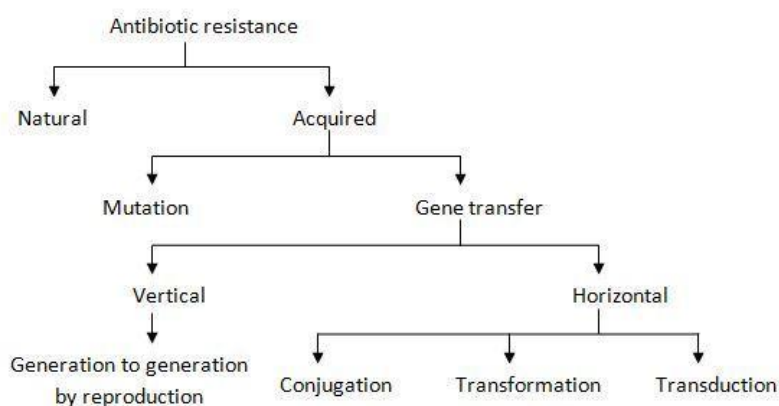 Antibiotic resistance
Natural
Acquired
Mutation
Gene transfer
Vertical
Horizontal
Generation to generation
by reproduction
Conjugation
Transformation
Transduction